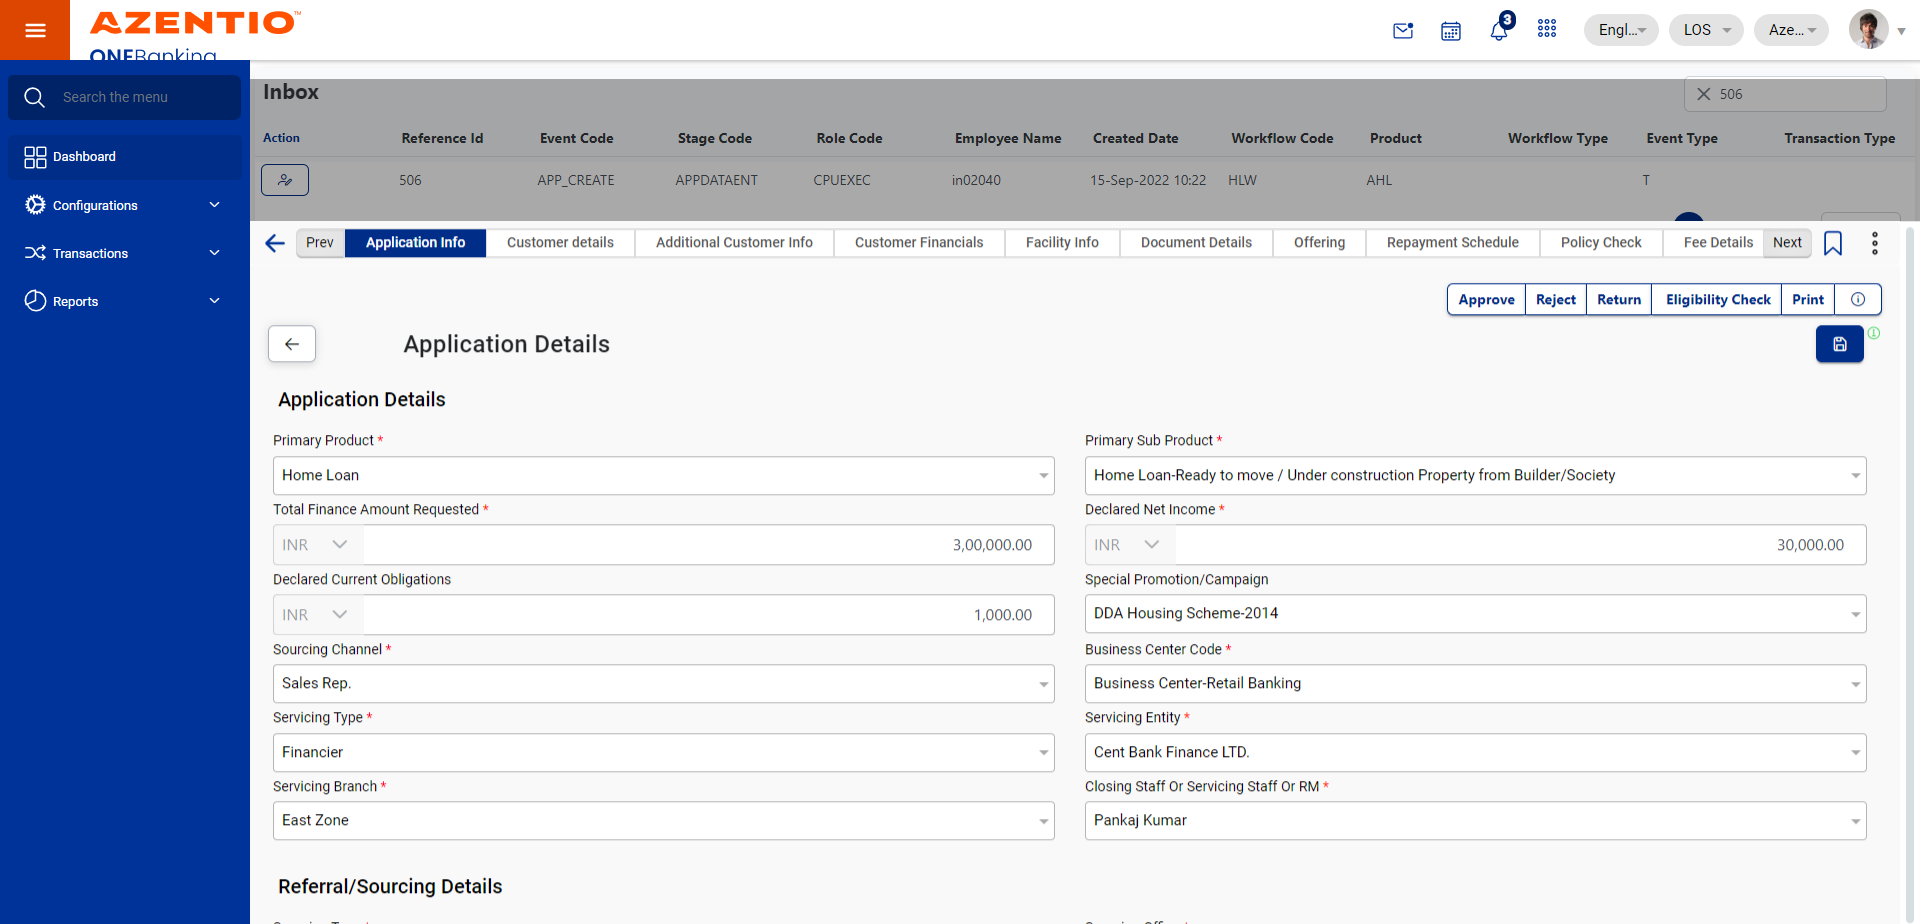 AZENTIO™
ONEBanking
3
Engl...
LOS
Aze...
Search the menu
Dashboard
Configurations
Transactions
Reports
Inbox
506
Action Reference Id Event Code Stage Code Role Code Employee Name Created Date Workflow Code Product Workflow Type Event Type Transaction Type
506 APP_CREATE APPDATAENT CPUEXEC in02040 15-Sep-2022 10:22 HLW AHL T
Prev Application Info Customer details Additional Customer Info Customer Financials Facility Info Document Details Offering Repayment Schedule Policy Check Fee Details Next
Approve Reject Return Eligibility Check Print
Application Details
Application Details
Primary Product * Primary Sub Product *
Home Loan Home Loan-Ready to move / Under construction Property from Builder/Society
Total Finance Amount Requested * Declared Net Income *
INR 3,00,000.00 INR 30,000.00
Declared Current Obligations Special Promotion/Campaign
INR 1,000.00 DDA Housing Scheme-2014
Sourcing Channel * Business Center Code *
Sales Rep. Business Center-Retail Banking
Servicing Type * Servicing Entity *
Financier Cent Bank Finance LTD.
Servicing Branch * Closing Staff Or Servicing Staff Or RM *
East Zone Pankaj Kumar
Referral/Sourcing Details